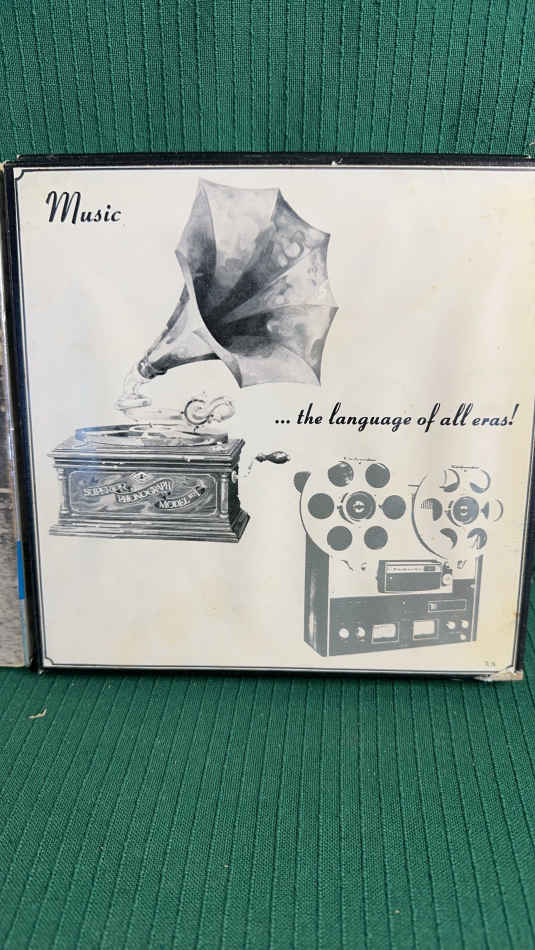 Music
... the language of all eras!
SUPERIOR
PHONOGRAPH
MODEL